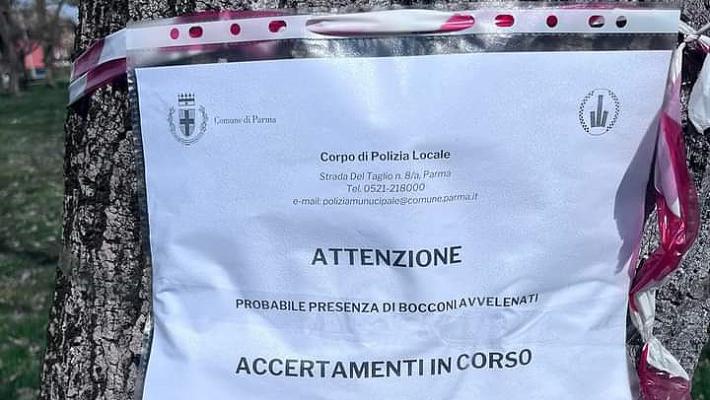 Comune di Parma
Corpo di Polizia Locale
Strada Del Taglio n. 8/a, Parma
Tel. 0521-218000
e-mail: poliziamunucipale@comune.parma.it
ATTENZIONE
PROBABILE PRESENZA DI BOCCONI AVVELENATI
ACCERTAMENTI IN CORSO